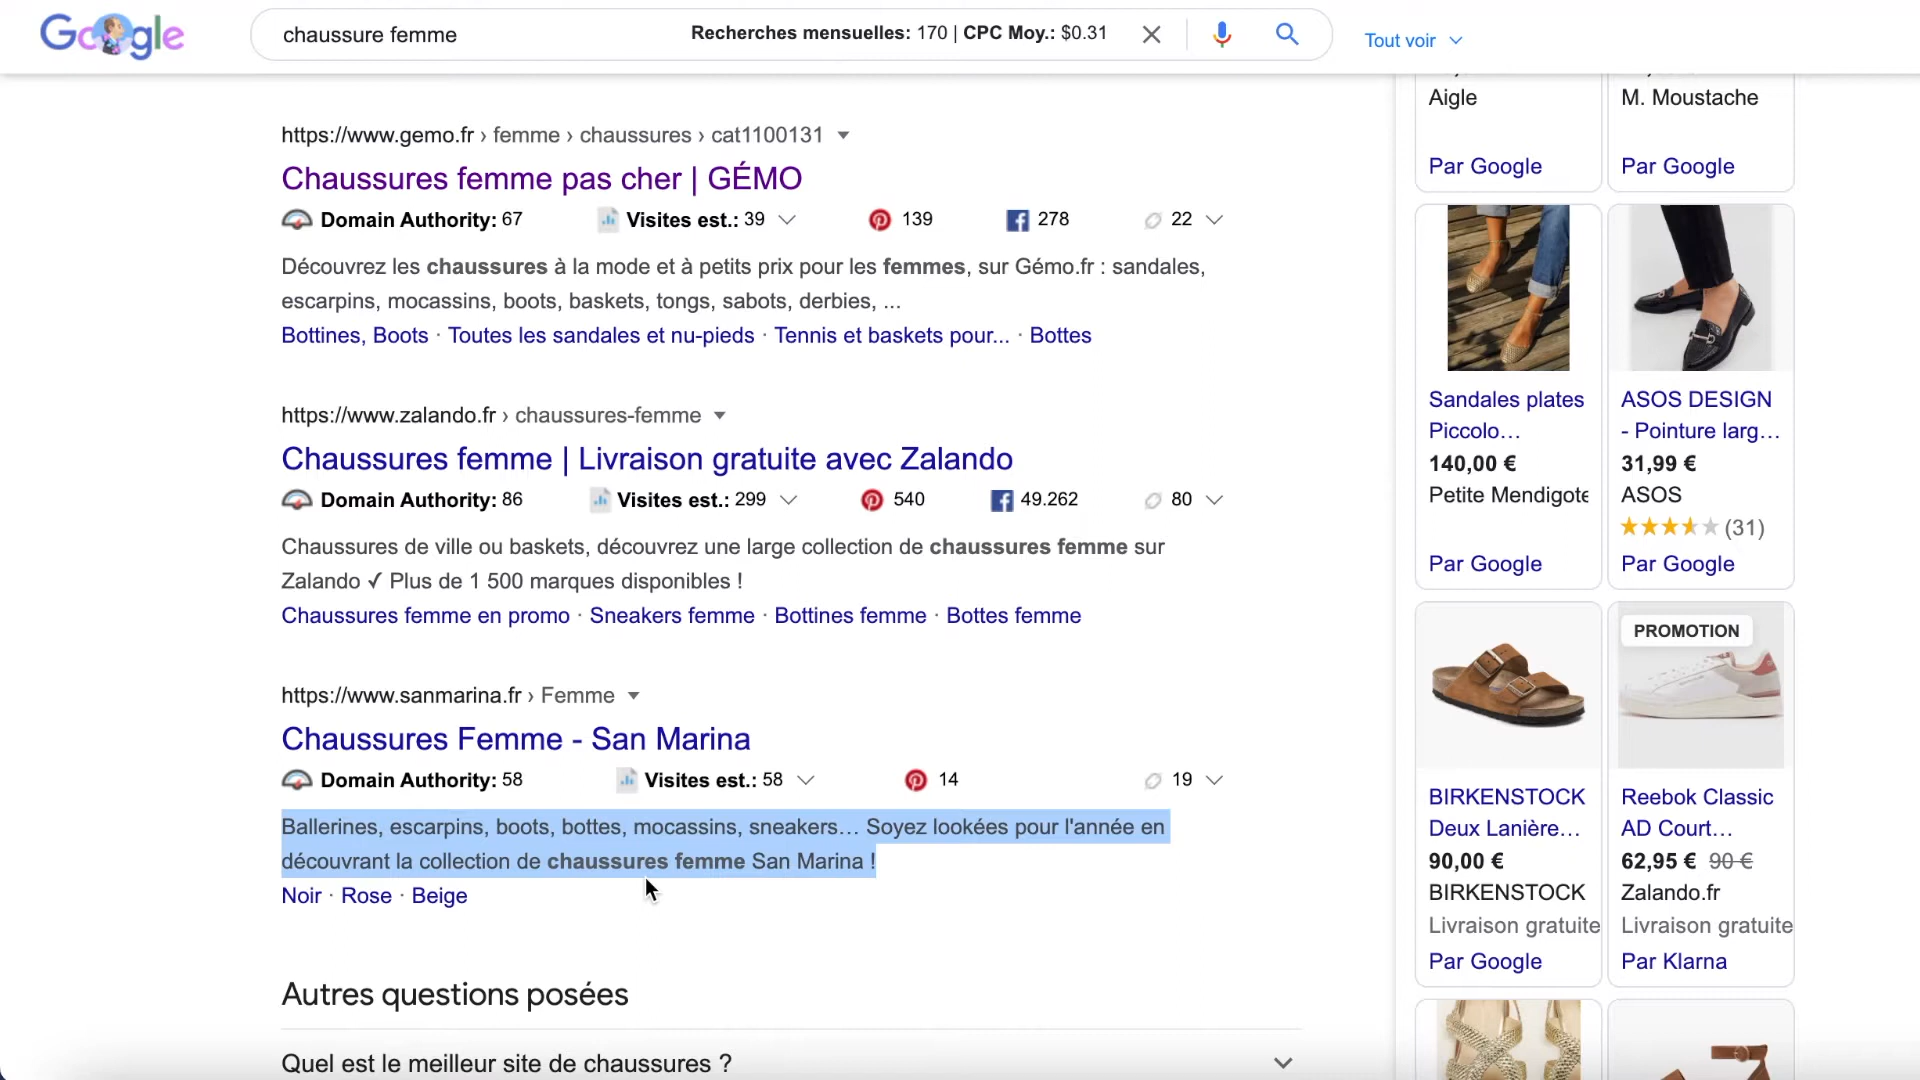 Google
chaussure femme
Recherches mensuelles: 170 | CPC Moy.: $0.31
Tout voir
https://www.gemo.fr › femme › chaussures › cat1100131
Chaussures femme pas cher | GÉMO
Domain Authority: 67 Visites est.: 39 139 278 22
Découvrez les chaussures à la mode et à petits prix pour les femmes, sur Gémo.fr : sandales,
escarpins, mocassins, boots, baskets, tongs, sabots, derbies, ...
Bottines, Boots · Toutes les sandales et nu-pieds · Tennis et baskets pour... · Bottes
https://www.zalando.fr › chaussures-femme
Chaussures femme | Livraison gratuite avec Zalando
Domain Authority: 86 Visites est.: 299 540 49.262 80
Chaussures de ville ou baskets, découvrez une large collection de chaussures femme sur
Zalando ✓ Plus de 1 500 marques disponibles !
Chaussures femme en promo · Sneakers femme · Bottines femme · Bottes femme
https://www.sanmarina.fr › Femme
Chaussures Femme - San Marina
Domain Authority: 58 Visites est.: 58 14 19
Ballerines, escarpins, boots, bottes, mocassins, sneakers… Soyez lookées pour l'année en
découvrant la collection de chaussures femme San Marina !
Noir · Rose · Beige
Autres questions posées
Quel est le meilleur site de chaussures ?
Aigle
Par Google
M. Moustache
Par Google
Sandales plates
Piccolo…
140,00 €
Petite Mendigote
Par Google
ASOS DESIGN
- Pointure larg…
31,99 €
ASOS
(31)
Par Google
BIRKENSTOCK
Deux Lanière…
90,00 €
BIRKENSTOCK
Livraison gratuite
Par Google
PROMOTION
Reebok Classic
AD Court…
62,95 € 90 €
Zalando.fr
Livraison gratuite
Par Klarna